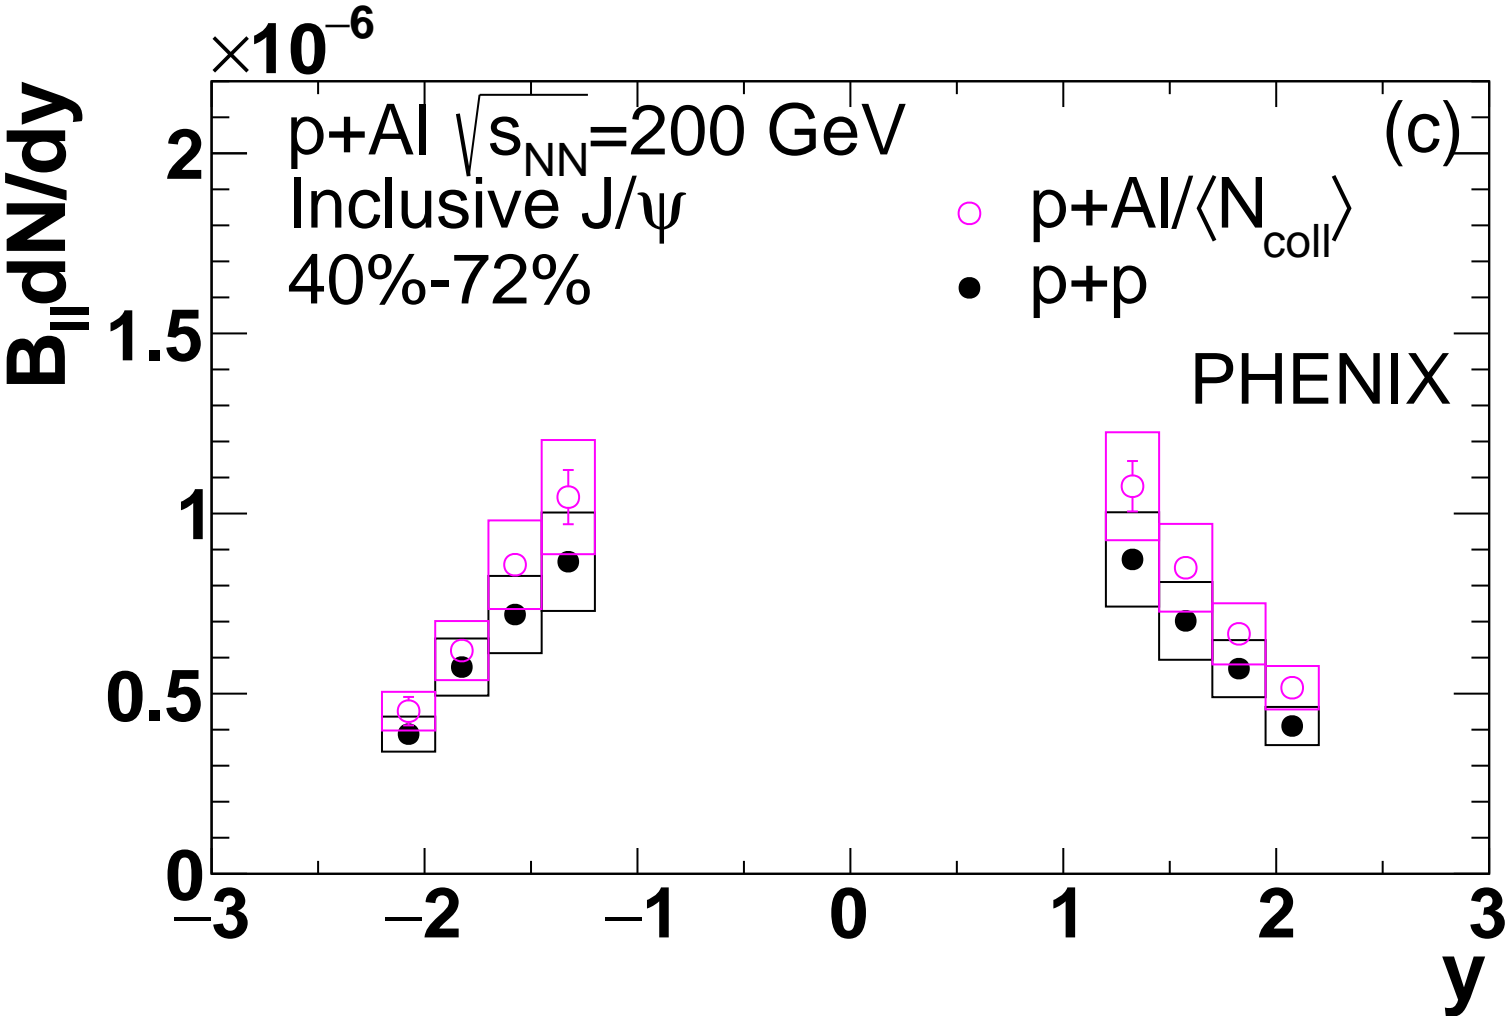 ×10⁻⁶
B_ll dN/dy
p+Al √s_NN=200 GeV
(c)
Inclusive J/ψ
40%-72%
p+Al/⟨N_coll⟩
p+p
PHENIX
2
1.5
1
0.5
0
−3 −2 −1 0 1 2 3
y